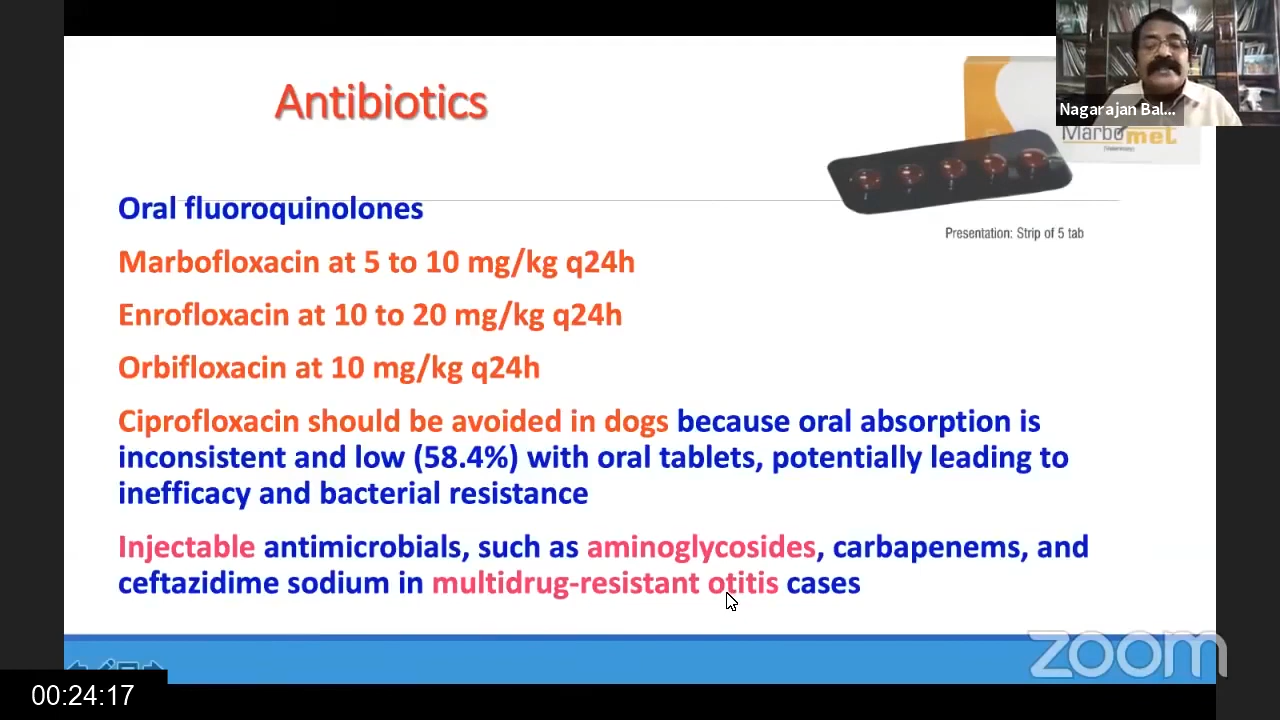 Antibiotics
Nagarajan Bal...
Marbomet
Presentation: Strip of 5 tab
Oral fluoroquinolones
Marbofloxacin at 5 to 10 mg/kg q24h
Enrofloxacin at 10 to 20 mg/kg q24h
Orbifloxacin at 10 mg/kg q24h
Ciprofloxacin should be avoided in dogs because oral absorption is
inconsistent and low (58.4%) with oral tablets, potentially leading to
inefficacy and bacterial resistance
Injectable antimicrobials, such as aminoglycosides, carbapenems, and
ceftazidime sodium in multidrug-resistant otitis cases
zoom
00:24:17